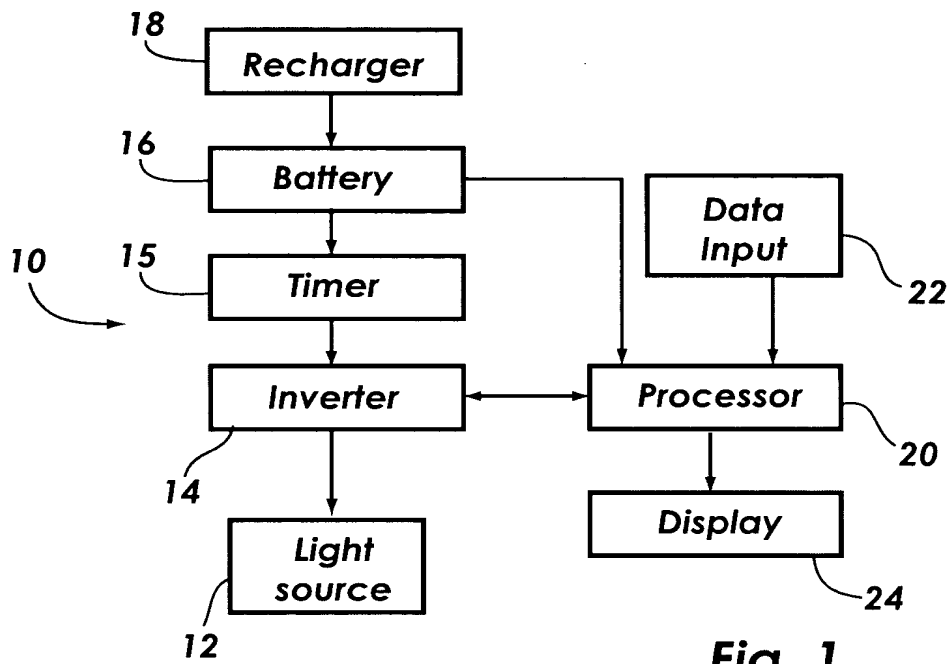 18
Recharger
16
Battery
Data
Input
10
15
Timer
22
Inverter
Processor
20
14
Display
Light
source
24
12
Fig. 1